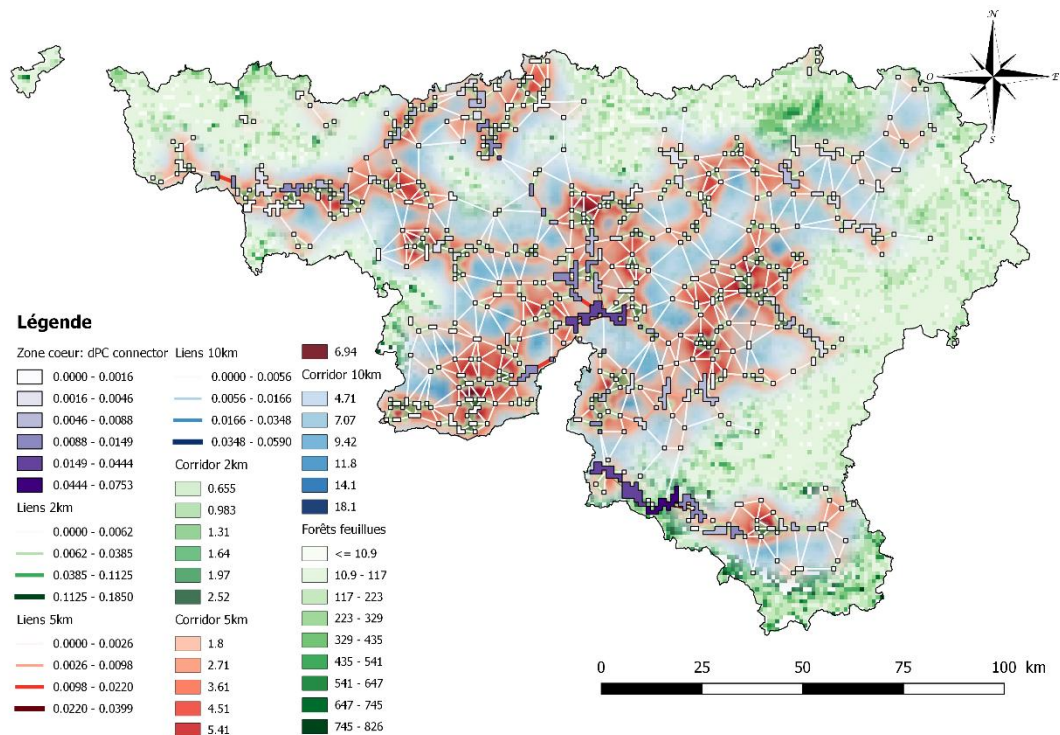 N
O
E
S
Légende
Zone coeur: dPC connector
0.0000 - 0.0016
0.0016 - 0.0046
0.0046 - 0.0088
0.0088 - 0.0149
0.0149 - 0.0444
0.0444 - 0.0753
Liens 2km
0.0000 - 0.0062
0.0062 - 0.0385
0.0385 - 0.1125
0.1125 - 0.1850
Liens 5km
0.0000 - 0.0026
0.0026 - 0.0098
0.0098 - 0.0220
0.0220 - 0.0399
Liens 10km
0.0000 - 0.0056
0.0056 - 0.0166
0.0166 - 0.0348
0.0348 - 0.0590
Corridor 2km
0.655
0.983
1.31
1.64
1.97
2.52
Corridor 5km
1.8
2.71
3.61
4.51
5.41
6.94
Corridor 10km
4.71
7.07
9.42
11.8
14.1
18.1
Forêts feuillues
<= 10.9
10.9 - 117
117 - 223
223 - 329
329 - 435
435 - 541
541 - 647
647 - 745
745 - 826
0 25 50 75 100 km